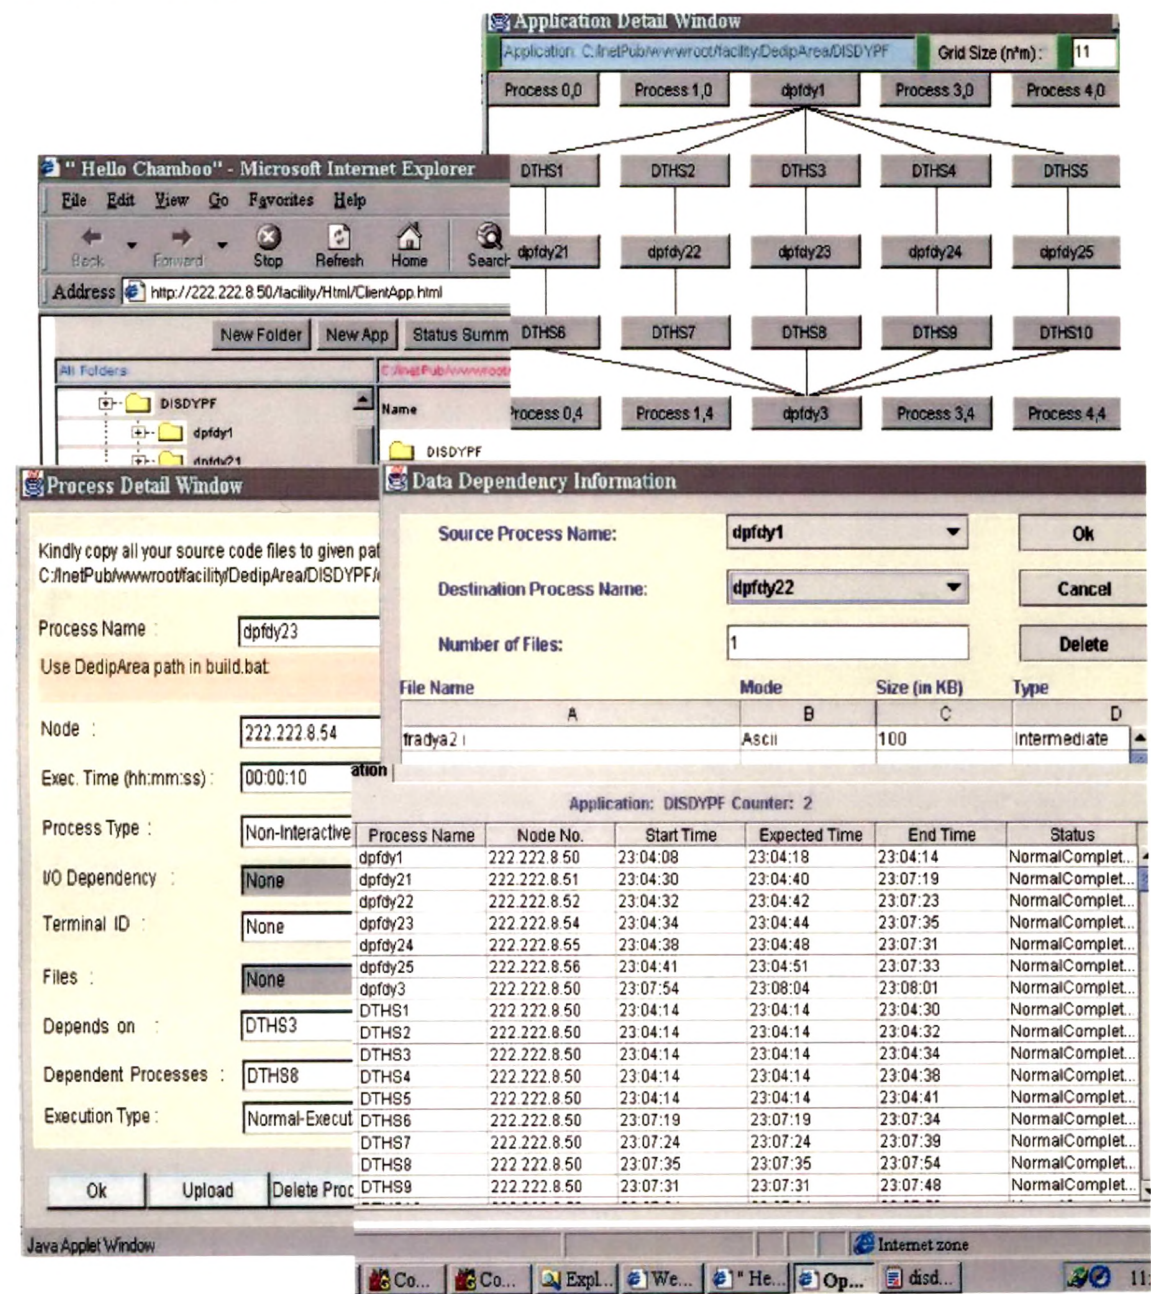 Application Detail Window
Application: C:/InetPub/wwwroot/facility/DedipArea/DISDYPF Grid Size (n*m): 11
Process 0,0 Process 1,0 dpfdy1 Process 3,0 Process 4,0
DTHS1 DTHS2 DTHS3 DTHS4 DTHS5
dpfdy21 dpfdy22 dpfdy23 dpfdy24 dpfdy25
DTHS6 DTHS7 DTHS8 DTHS9 DTHS10
Process 0,4 Process 1,4 dpfdy3 Process 3,4 Process 4,4
" Hello Chamboo" - Microsoft Internet Explorer
File Edit View Go Favorites Help
Back Forward Stop Refresh Home Search
Address http://222.222.8.50/facility/Html/ClientApp.html
New Folder New App Status Summ
All Folders C:/InetPub/wwwroot/
DISDYPF Name
dpfdy1
dpfdy21 DISDYPF
Process Detail Window
Kindly copy all your source code files to given pat
C:/InetPub/wwwroot/facility/DedipArea/DISDYPF/
Process Name : dpfdy23
Use DedipArea path in build.bat
Node : 222.222.8.54
Exec. Time (hh:mm:ss) : 00:00:10
Process Type : Non-Interactive
I/O Dependency : None
Terminal ID : None
Files : None
Depends on : DTHS3
Dependent Processes : DTHS8
Execution Type : Normal-Execut
Ok Upload Delete Proc
Java Applet Window
Data Dependency Information
Source Process Name: dpfdy1 Ok
Destination Process Name: dpfdy22 Cancel
Number of Files: 1 Delete
File Name Mode Size (in KB) Type
A B C D
Ascii 100 Intermediate
ation
Application: DISDYPF Counter: 2
Process Name Node No. Start Time Expected Time End Time Status
dpfdy1 222.222.8.50 23:04:08 23:04:18 23:04:14 NormalComplet...
dpfdy21 222.222.8.51 23:04:30 23:04:40 23:07:19 NormalComplet...
dpfdy22 222.222.8.52 23:04:32 23:04:42 23:07:23 NormalComplet...
dpfdy23 222.222.8.54 23:04:34 23:04:44 23:07:35 NormalComplet...
dpfdy24 222.222.8.55 23:04:38 23:04:48 23:07:31 NormalComplet...
dpfdy25 222.222.8.56 23:04:41 23:04:51 23:07:33 NormalComplet...
dpfdy3 222.222.8.50 23:07:54 23:08:04 23:08:01 NormalComplet...
DTHS1 222.222.8.50 23:04:14 23:04:14 23:04:30 NormalComplet...
DTHS2 222.222.8.50 23:04:14 23:04:14 23:04:32 NormalComplet...
DTHS3 222.222.8.50 23:04:14 23:04:14 23:04:34 NormalComplet...
DTHS4 222.222.8.50 23:04:14 23:04:14 23:04:38 NormalComplet...
DTHS5 222.222.8.50 23:04:14 23:04:14 23:04:41 NormalComplet...
DTHS6 222.222.8.50 23:07:19 23:07:19 23:07:34 NormalComplet...
DTHS7 222.222.8.50 23:07:24 23:07:24 23:07:39 NormalComplet...
DTHS8 222.222.8.50 23:07:35 23:07:35 23:07:54 NormalComplet...
DTHS9 222.222.8.50 23:07:31 23:07:31 23:07:48 NormalComplet...
Internet zone
Co... Co... Expl... We... " He... Op... disd... 11: